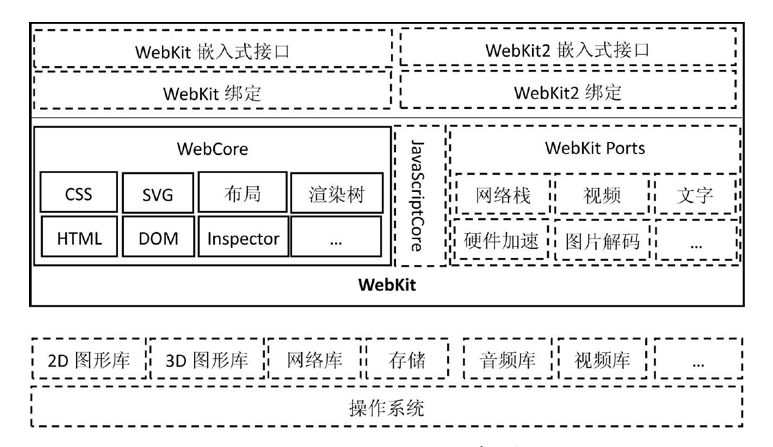 WebKit 嵌入式接口
WebKit2 嵌入式接口
WebKit 绑定
WebKit2 绑定
WebCore
CSS
SVG
布局
渲染树
HTML
DOM
Inspector
...
JavaScriptCore
WebKit Ports
网络栈
视频
文字
硬件加速
图片解码
...
WebKit
2D 图形库
3D 图形库
网络库
存储
音频库
视频库
...
操作系统